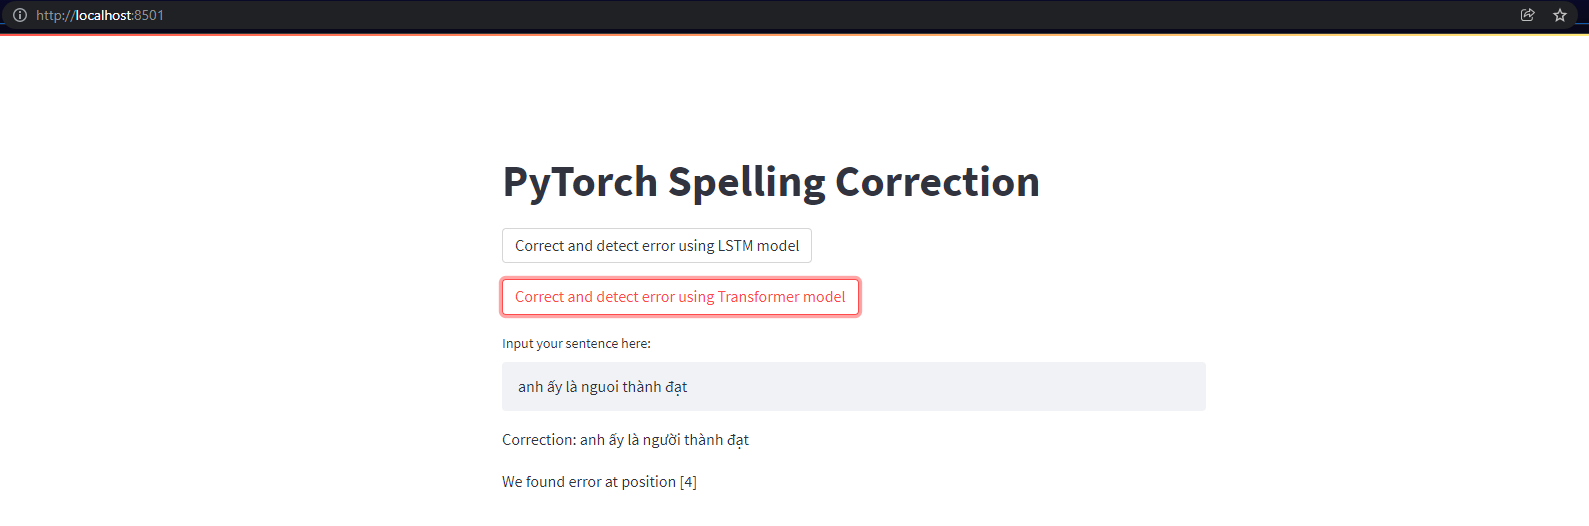 http://localhost:8501
PyTorch Spelling Correction
Correct and detect error using LSTM model
Correct and detect error using Transformer model
Input your sentence here:
anh ấy là nguoi thành đạt
Correction: anh ấy là người thành đạt
We found error at position [4]